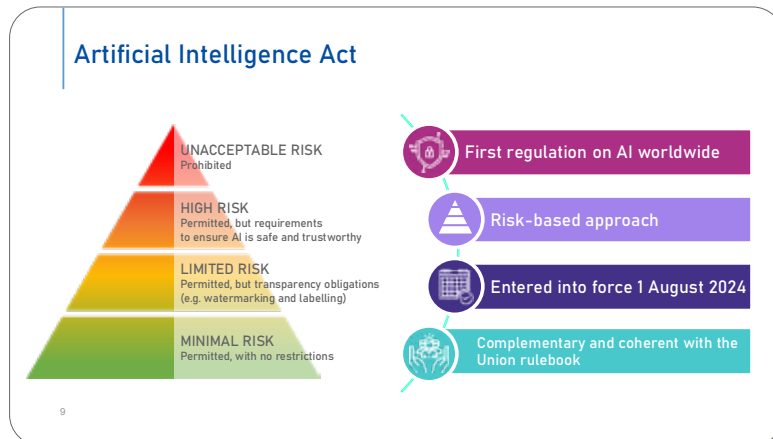 Artificial Intelligence Act
UNACCEPTABLE RISK
Prohibited
HIGH RISK
Permitted, but requirements
to ensure AI is safe and trustworthy
LIMITED RISK
Permitted, but transparency obligations
(e.g. watermarking and labelling)
MINIMAL RISK
Permitted, with no restrictions
First regulation on AI worldwide
Risk-based approach
Entered into force 1 August 2024
Complementary and coherent with the
Union rulebook
9